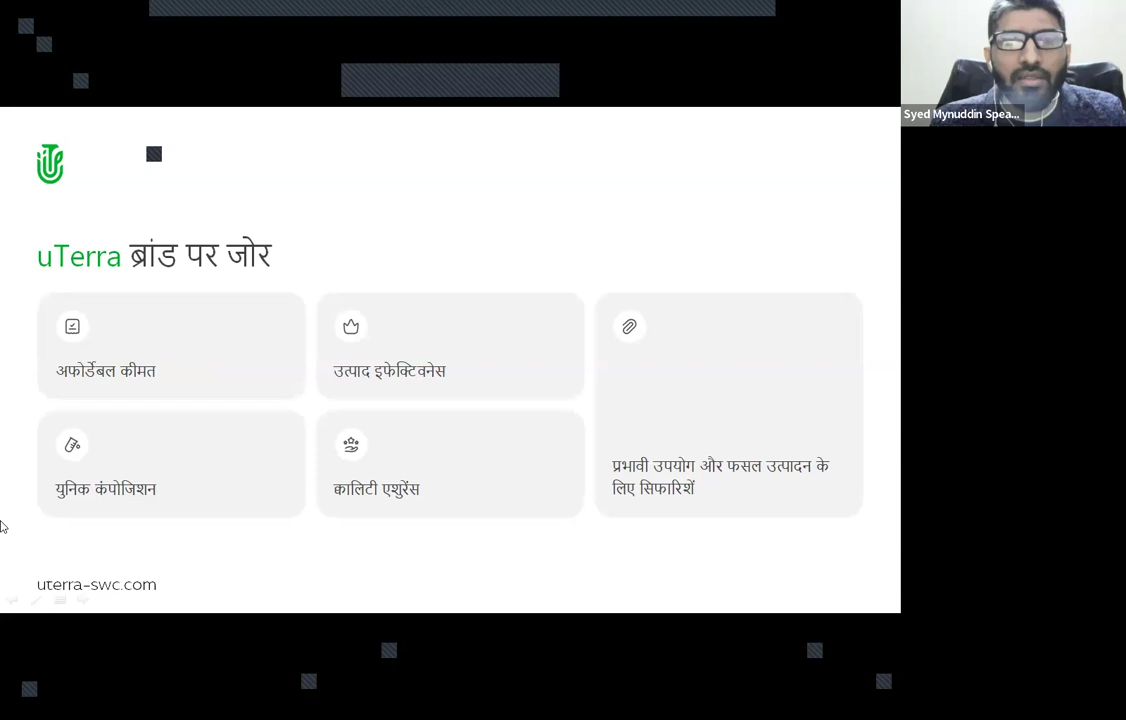 Syed Mynuddin Spea...
uTerra ब्रांड पर जोर
अफोर्डेबल कीमत
उत्पाद इफेक्टिवनेस
युनिक कंपोजिशन
क्वालिटी एशुरेंस
प्रभावी उपयोग और फसल उत्पादन के
लिए सिफारिशें
uterra-swc.com